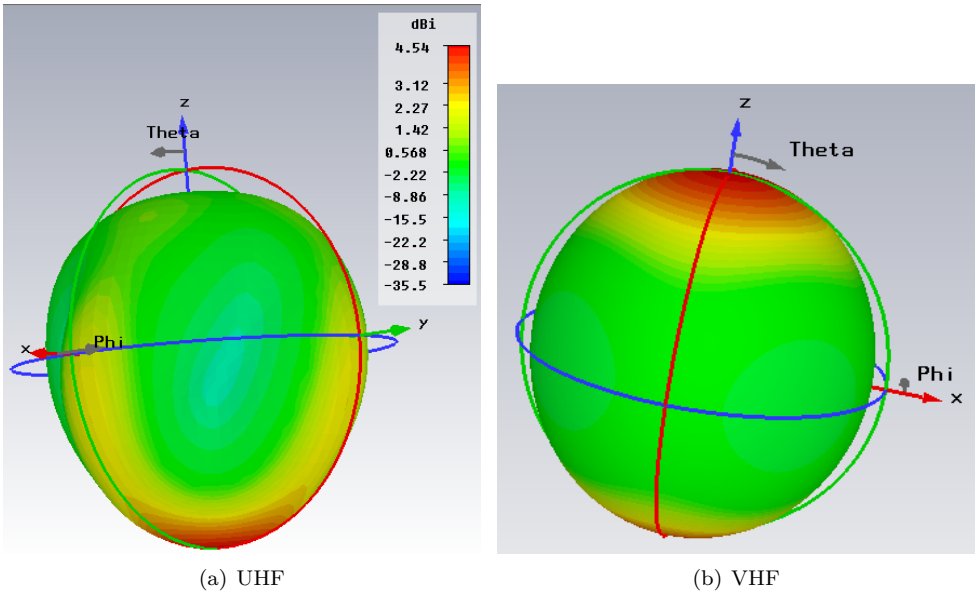 dBi
4.54
3.12
2.27
1.42
0.568
-2.22
-8.86
-15.5
-22.2
-28.8
-35.5
z
Theta
y
x
Phi
z
Theta
Phi
x
(a) UHF
(b) VHF